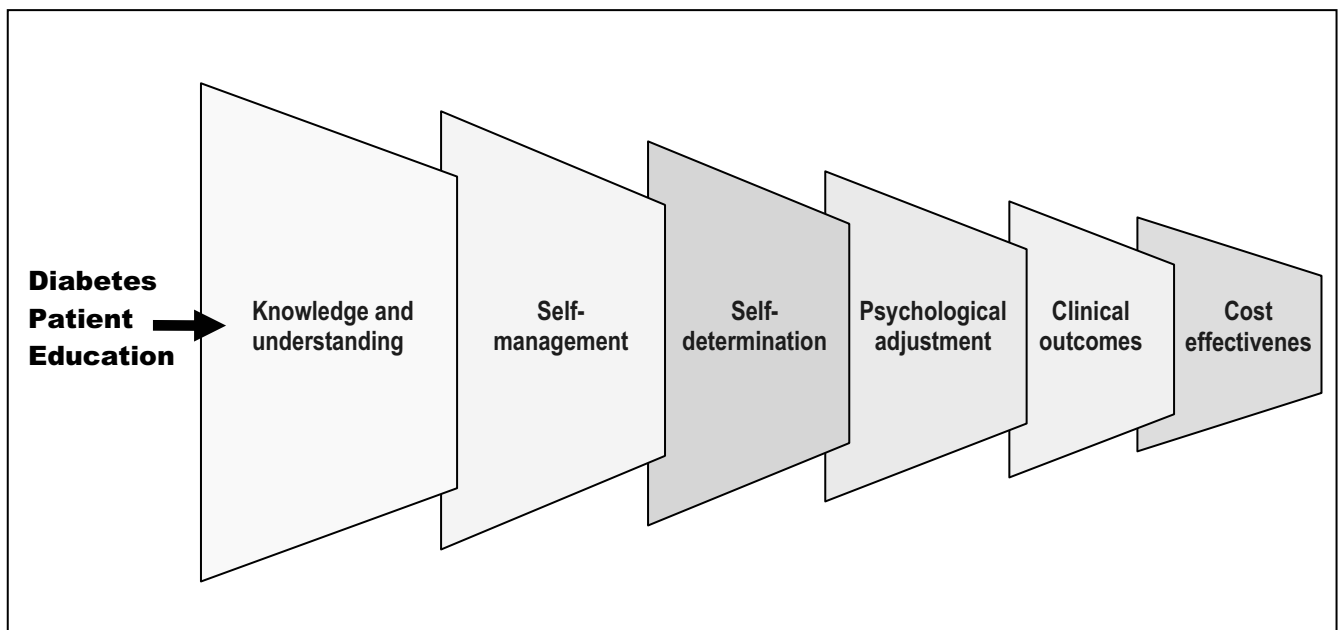 Diabetes
Patient
Education
Knowledge and
understanding
Self-
management
Self-
determination
Psychological
adjustment
Clinical
outcomes
Cost
effectivenes